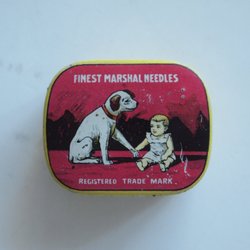 FINEST MARSHAL NEEDLES
REGISTERED TRADE MARK.